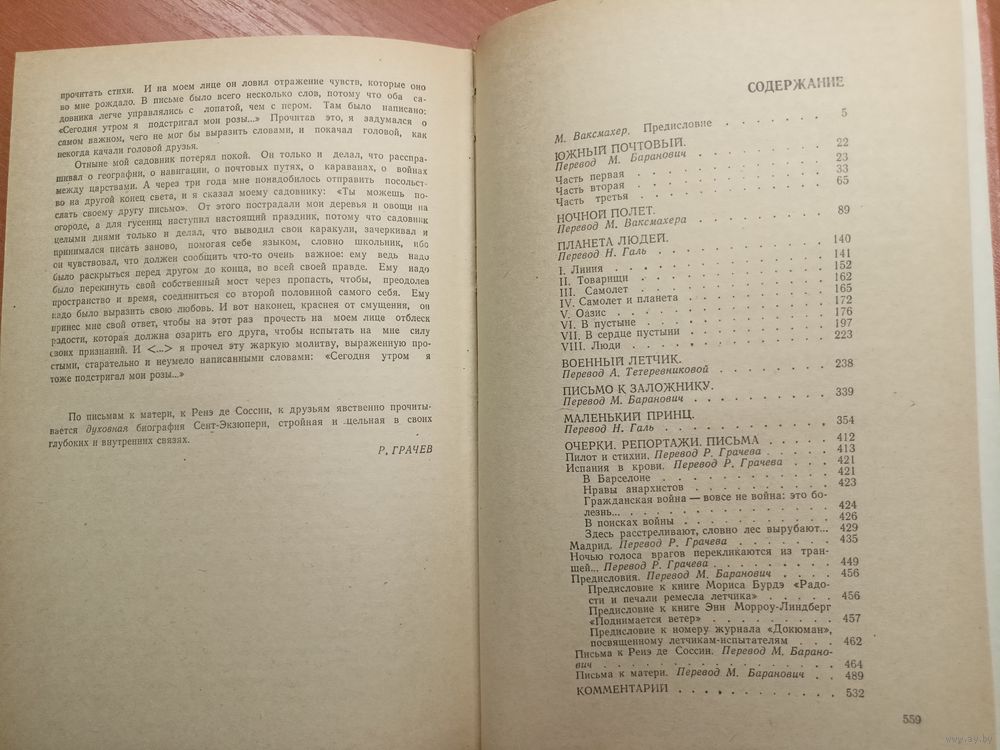 прочитать стихи. И на моем лице он ловил отражение чувств, которые оно
во мне рождало. В письме было всего несколько слов, потому что оба са-
довника легче управлялись с лопатой, чем с пером. Там было написано:
«Сегодня утром я подстригал мои розы...» Прочитав это, я задумался о
самом важном, чего не мог бы выразить словами, и покачал головой, как
некогда качали головой друзья.
Отныне мой садовник потерял покой. Он только и делал, что расспра-
шивал о географии, о навигации, о почтовых путях, о караванах, о войнах
между царствами. А через три года мне понадобилось отправить посольст-
во на другой конец света, и я сказал моему садовнику: «Ты можешь по-
слать своему другу письмо». От этого пострадали мои деревья и овощи на
огороде, а для гусениц наступил настоящий праздник, потому что садовник
целыми днями только и делал, что выводил свои каракули, зачеркивал и
принимался писать заново, помогая себе языком, словно школьник, ибо
он чувствовал, что должен сообщить что-то очень важное: ему ведь надо
было раскрыться перед другом до конца, во всей своей правде. Ему надо
было перекинуть свой собственный мост через пропасть, чтобы, преодолев
пространство и время, соединиться со второй половиной самого себя. Ему
надо было выразить свою любовь. И вот наконец, краснея от смущения, он
принес мне свой ответ, чтобы на этот раз прочесть на моем лице отблеск
радости, которая должна озарить его друга, чтобы испытать на мне силу
своих признаний. И <...> я прочел эту жаркую молитву, выраженную про-
стыми, старательно и неумело написанными словами: «Сегодня утром я
тоже подстригал мои розы...»
По письмам к матери, к Ренэ де Соссин, к друзьям явственно прочиты-
вается духовная биография Сент-Экзюпери, стройная и цельная в своих
глубоких и внутренних связях.
Р. ГРАЧЕВ
СОДЕРЖАНИЕ
М. Ваксмахер. Предисловие . . . . . . . 5
ЮЖНЫЙ ПОЧТОВЫЙ.
Перевод М. Баранович . . . . . . . . 22
Часть первая . . . . . . . . . . 23
Часть вторая . . . . . . . . . . 33
Часть третья . . . . . . . . . . 65
НОЧНОЙ ПОЛЕТ.
Перевод М. Ваксмахера . . . . . . . . 89
ПЛАНЕТА ЛЮДЕЙ.
Перевод Н. Галь . . . . . . . . . . 140
I. Линия . . . . . . . . . . . 141
II. Товарищи . . . . . . . . . . 152
III. Самолет . . . . . . . . . . 162
IV. Самолет и планета . . . . . . . . 165
V. Оазис . . . . . . . . . . . 172
VI. В пустыне . . . . . . . . . . 176
VII. В сердце пустыни . . . . . . . . 197
VIII. Люди . . . . . . . . . . . 223
ВОЕННЫЙ ЛЕТЧИК.
Перевод А. Тетеревниковой . . . . . . . 238
ПИСЬМО К ЗАЛОЖНИКУ.
Перевод М. Баранович . . . . . . . . 339
МАЛЕНЬКИЙ ПРИНЦ.
Перевод Н. Галь . . . . . . . . . . 354
ОЧЕРКИ. РЕПОРТАЖИ. ПИСЬМА . . . . . 412
Пилот и стихии. Перевод Р. Грачева . . . . . 413
Испания в крови. Перевод Р. Грачева . . . 421
В Барселоне . . . . . . . . . . 421
Нравы анархистов . . . . . . . . 423
Гражданская война — вовсе не война: это бо-
лезнь... . . . . . . . . . . . 424
В поисках войны . . . . . . . . . 426
Здесь расстреливают, словно лес вырубают... . 429
Мадрид. Перевод Р. Грачева . . . . . . . 435
Ночью голоса врагов перекликаются из тран-
шей... Перевод Р. Грачева . . . . . . . . 449
Предисловия. Перевод М. Баранович . . . . 456
Предисловие к книге Мориса Бурдэ «Радо-
сти и печали ремесла летчика» . . . . . 456
Предисловие к книге Энн Морроу-Линдберг
«Поднимается ветер» . . . . . . . . 457
Предисловие к номеру журнала «Докюман»,
посвященному летчикам-испытателям . . . 462
Письма к Ренэ де Соссин. Перевод М. Барано-
вич . . . . . . . . . . . . . 464
Письма к матери. Перевод М. Баранович . . 489
КОММЕНТАРИИ . . . . . . . . . . 532
559
www.ay.by